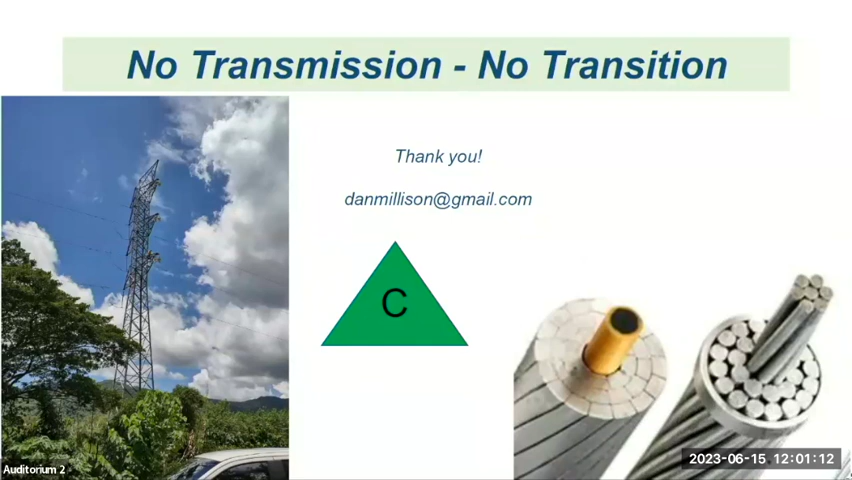 No Transmission - No Transition
Thank you!
danmillison@gmail.com
C
Auditorium 2
2023-06-15 12:01:12